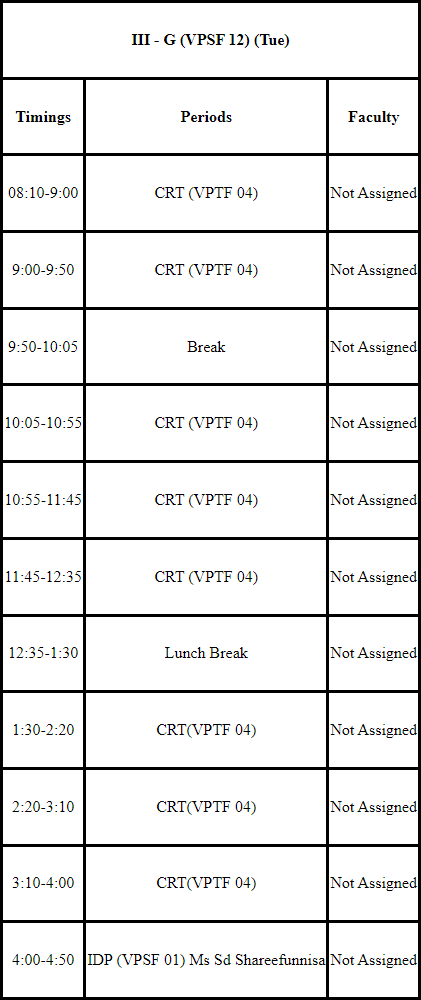 III - G (VPSF 12) (Tue)
Timings Periods Faculty
08:10-9:00 CRT (VPTF 04) Not Assigned
9:00-9:50 CRT (VPTF 04) Not Assigned
9:50-10:05 Break Not Assigned
10:05-10:55 CRT (VPTF 04) Not Assigned
10:55-11:45 CRT (VPTF 04) Not Assigned
11:45-12:35 CRT (VPTF 04) Not Assigned
12:35-1:30 Lunch Break Not Assigned
1:30-2:20 CRT(VPTF 04) Not Assigned
2:20-3:10 CRT(VPTF 04) Not Assigned
3:10-4:00 CRT(VPTF 04) Not Assigned
4:00-4:50 IDP (VPSF 01) Ms Sd Shareefunnisa Not Assigned